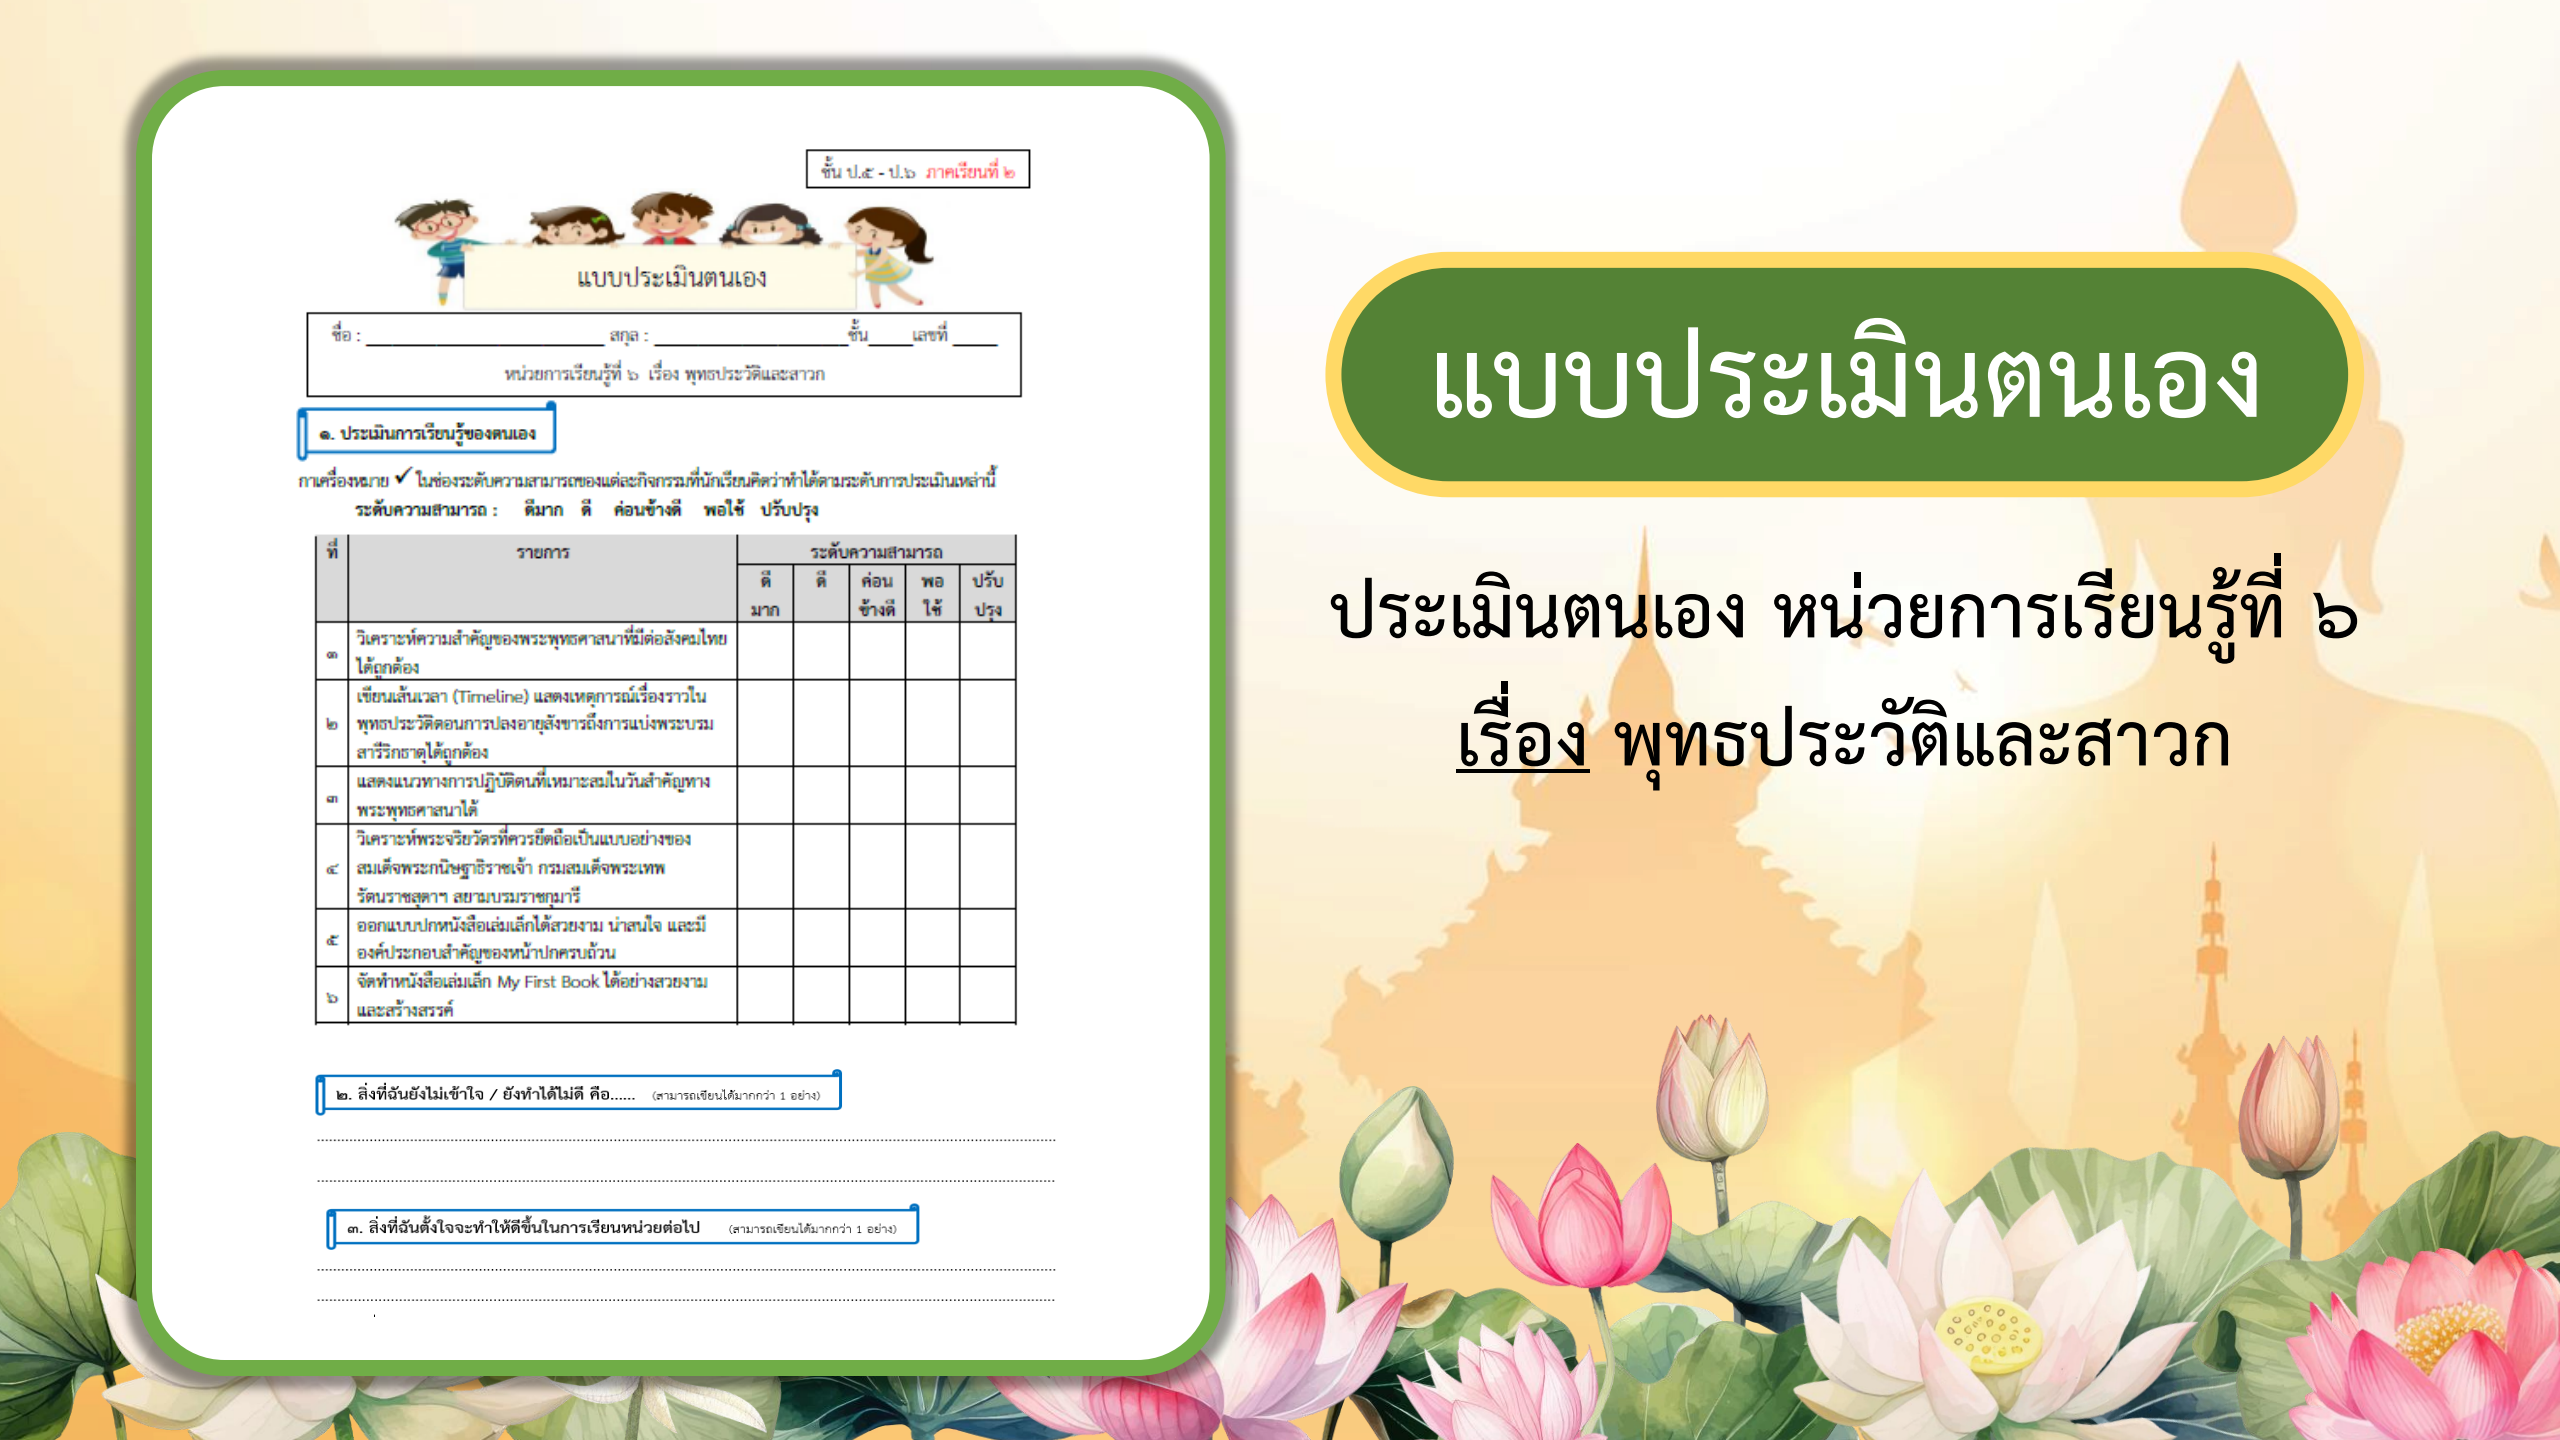 ชั้น ป.๕ - ป.๖ ภาคเรียนที่ ๒
แบบประเมินตนเอง
ชื่อ : ____________________ สกุล : ________________ชั้น____เลขที่ ____
หน่วยการเรียนรู้ที่ ๖ เรื่อง พุทธประวัติและสาวก
๑. ประเมินการเรียนรู้ของตนเอง
กาเครื่องหมาย ✓ ในช่องระดับความสามารถของแต่ละกิจกรรมที่นักเรียนคิดว่าทำได้ตามระดับการประเมินเหล่านี้
ระดับความสามารถ : ดีมาก ดี ค่อนข้างดี พอใช้ ปรับปรุง
ที่ รายการ ระดับความสามารถ
ดี ดี ค่อน พอ ปรับ
มาก ข้างดี ใช้ ปรุง
๑ วิเคราะห์ความสำคัญของพระพุทธศาสนาที่มีต่อสังคมไทย
ได้ถูกต้อง
๒ เขียนเส้นเวลา (Timeline) แสดงเหตุการณ์เรื่องราวใน
พุทธประวัติตอนการปลงอายุสังขารถึงการแบ่งพระบรม
สารีริกธาตุได้ถูกต้อง
๓ แสดงแนวทางการปฏิบัติตนที่เหมาะสมในวันสำคัญทาง
พระพุทธศาสนาได้
๔ วิเคราะห์พระจริยวัตรที่ควรยึดถือเป็นแบบอย่างของ
สมเด็จพระกนิษฐาธิราชเจ้า กรมสมเด็จพระเทพ
รัตนราชสุดาฯ สยามบรมราชกุมารี
๕ ออกแบบปกหนังสือเล่มเล็กได้สวยงาม น่าสนใจ และมี
องค์ประกอบสำคัญของหน้าปกครบถ้วน
๖ จัดทำหนังสือเล่มเล็ก My First Book ได้อย่างสวยงาม
และสร้างสรรค์
๒. สิ่งที่ฉันยังไม่เข้าใจ / ยังทำได้ไม่ดี คือ...... (สามารถเขียนได้มากกว่า 1 อย่าง)
๓. สิ่งที่ฉันตั้งใจจะทำให้ดีขึ้นในการเรียนหน่วยต่อไป (สามารถเขียนได้มากกว่า 1 อย่าง)
แบบประเมินตนเอง
ประเมินตนเอง หน่วยการเรียนรู้ที่ ๖
เรื่อง พุทธประวัติและสาวก